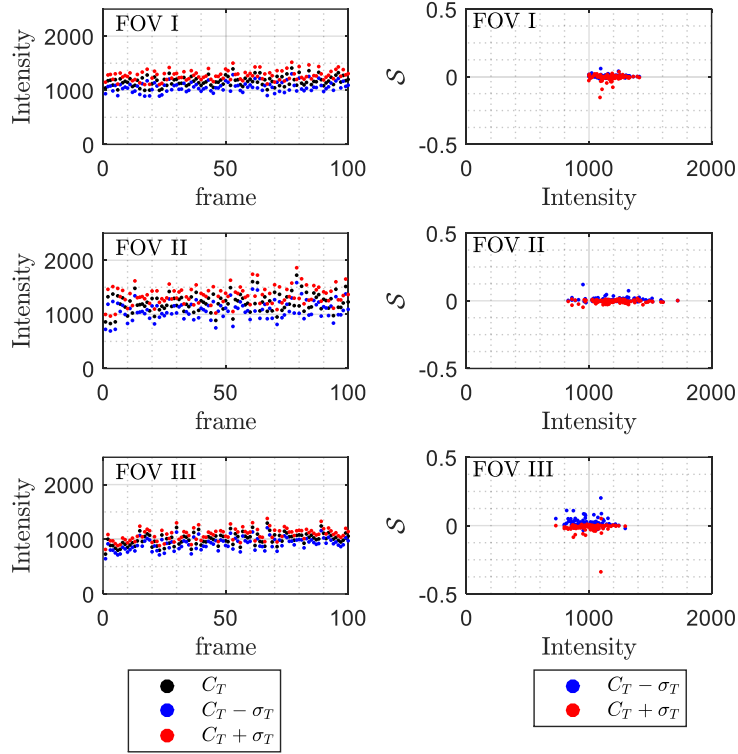 FOV I
2500
2000
1000
0
Intensity
0
50
100
frame
0.5
0
-0.5
S
0
1000
2000
Intensity
FOV II
2000
1000
0
Intensity
0
50
100
frame
FOV II
0.5
0
-0.5
S
0
1000
2000
Intensity
FOV III
2000
1000
0
Intensity
0
50
100
frame
FOV III
0.5
0
-0.5
S
0
1000
2000
Intensity
C_T
C_T − σ_T
C_T + σ_T
C_T − σ_T
C_T + σ_T